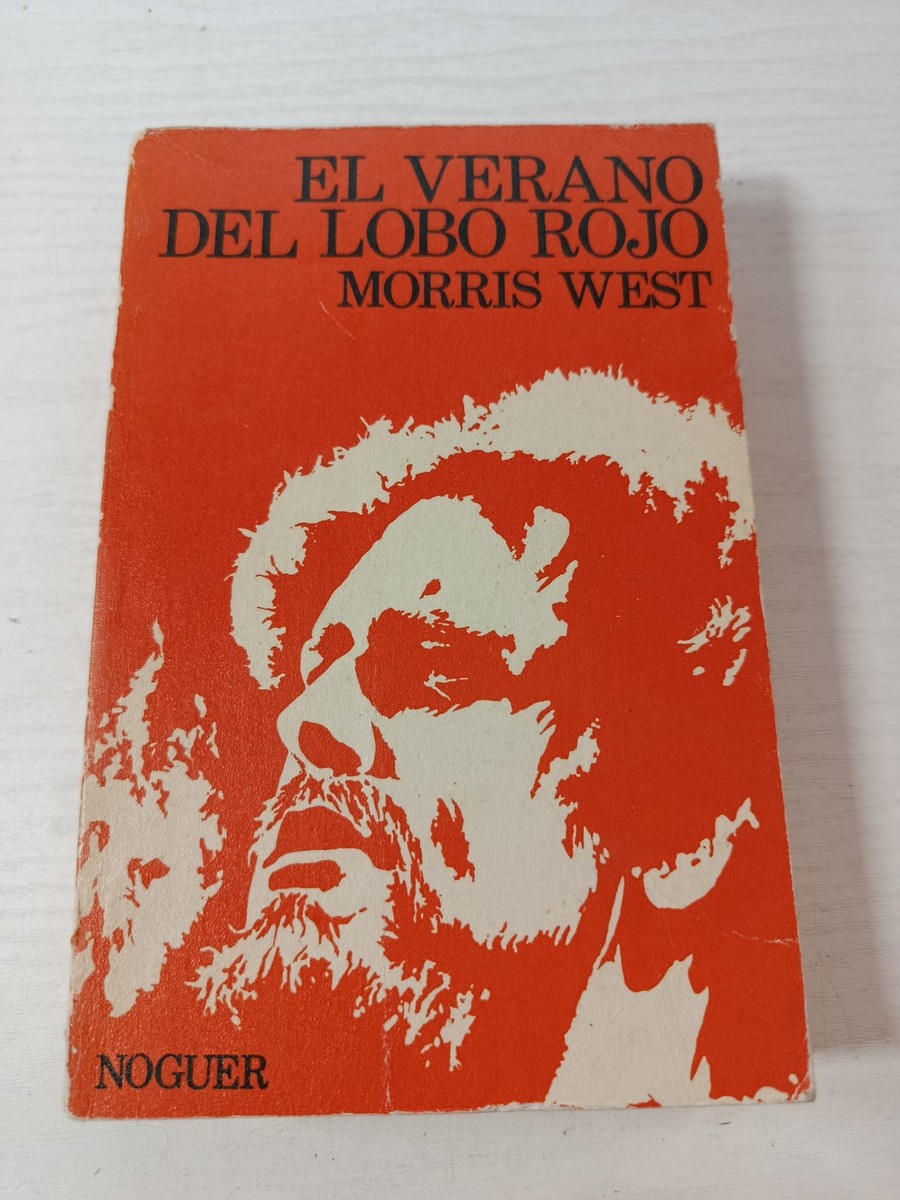 EL VERANO
DEL LOBO ROJO
MORRIS WEST
NOGUER